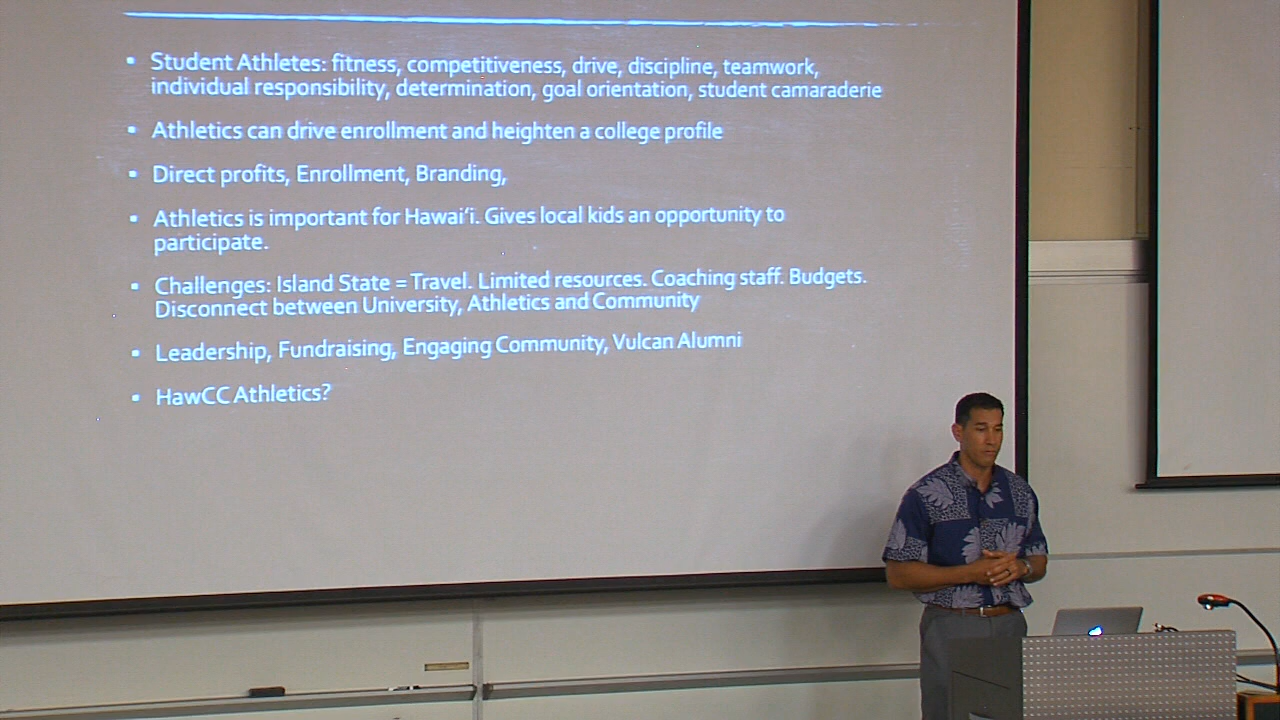 ▪ Student Athletes: fitness, competitiveness, drive, discipline, teamwork,
individual responsibility, determination, goal orientation, student camaraderie
▪ Athletics can drive enrollment and heighten a college profile
▪ Direct profits, Enrollment, Branding,
▪ Athletics is important for Hawai'i. Gives local kids an opportunity to
participate.
▪ Challenges: Island State = Travel. Limited resources. Coaching staff. Budgets.
Disconnect between University, Athletics and Community
▪ Leadership, Fundraising, Engaging Community, Vulcan Alumni
▪ HawCC Athletics?